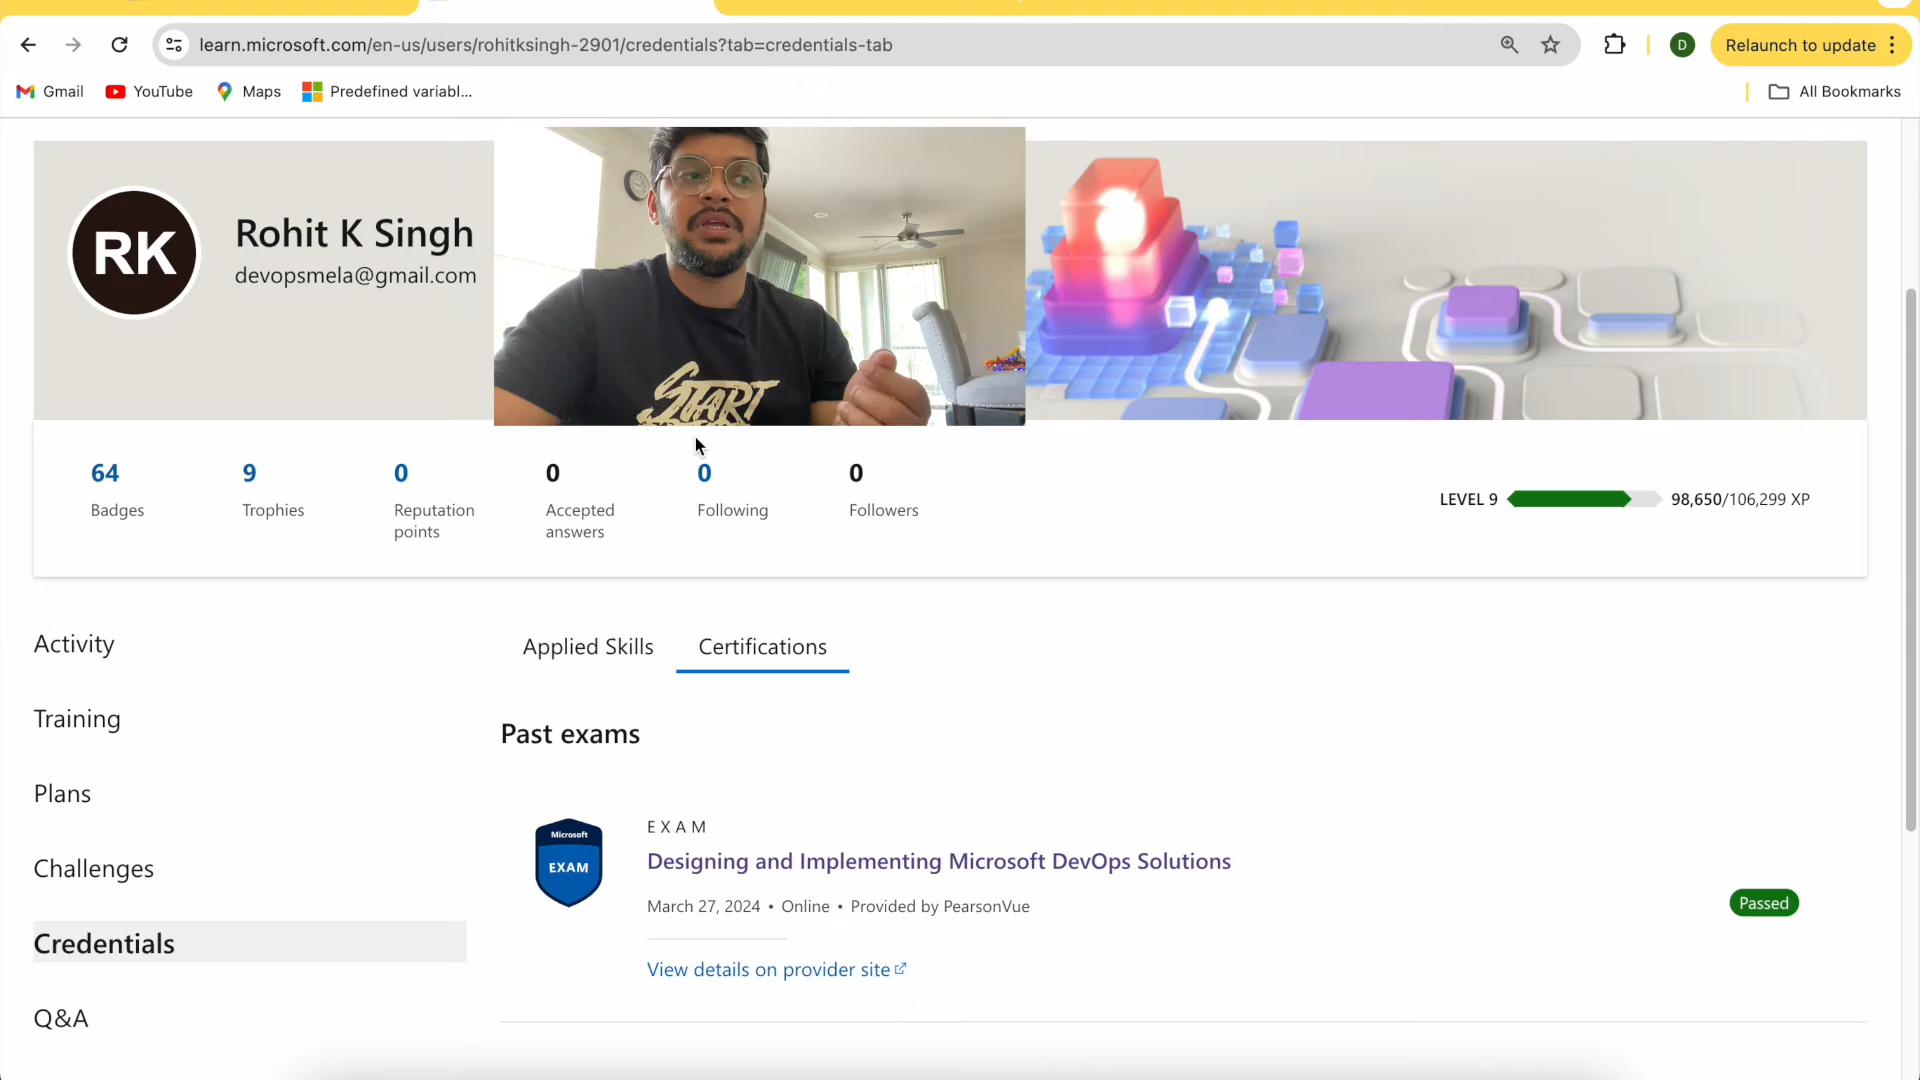 learn.microsoft.com/en-us/users/rohitksingh-2901/credentials?tab=credentials-tab
D
Relaunch to update
Gmail
YouTube
Maps
Predefined variabl...
All Bookmarks
RK
Rohit K Singh
devopsmela@gmail.com
START
64
Badges
9
Trophies
0
Reputation
points
0
Accepted
answers
0
Following
0
Followers
LEVEL 9
98,650/106,299 XP
Activity
Training
Plans
Challenges
Credentials
Q&A
Applied Skills
Certifications
Past exams
Microsoft
EXAM
EXAM
Designing and Implementing Microsoft DevOps Solutions
March 27, 2024 • Online • Provided by PearsonVue
Passed
View details on provider site